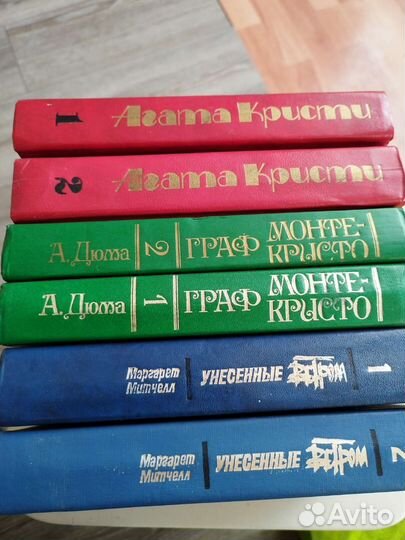 1 Агата Кристи
2 Агата Кристи
А. Дюма 2 ГРАФ МОНТЕ-
КРИСТО
А. Дюма 1 ГРАФ МОНТЕ-
КРИСТО
Маргарет
Митчелл УНЕСЕННЫЕ ВЕТРОМ 1
Маргарет
Митчелл УНЕСЕННЫЕ ВЕТРОМ 2
Avito